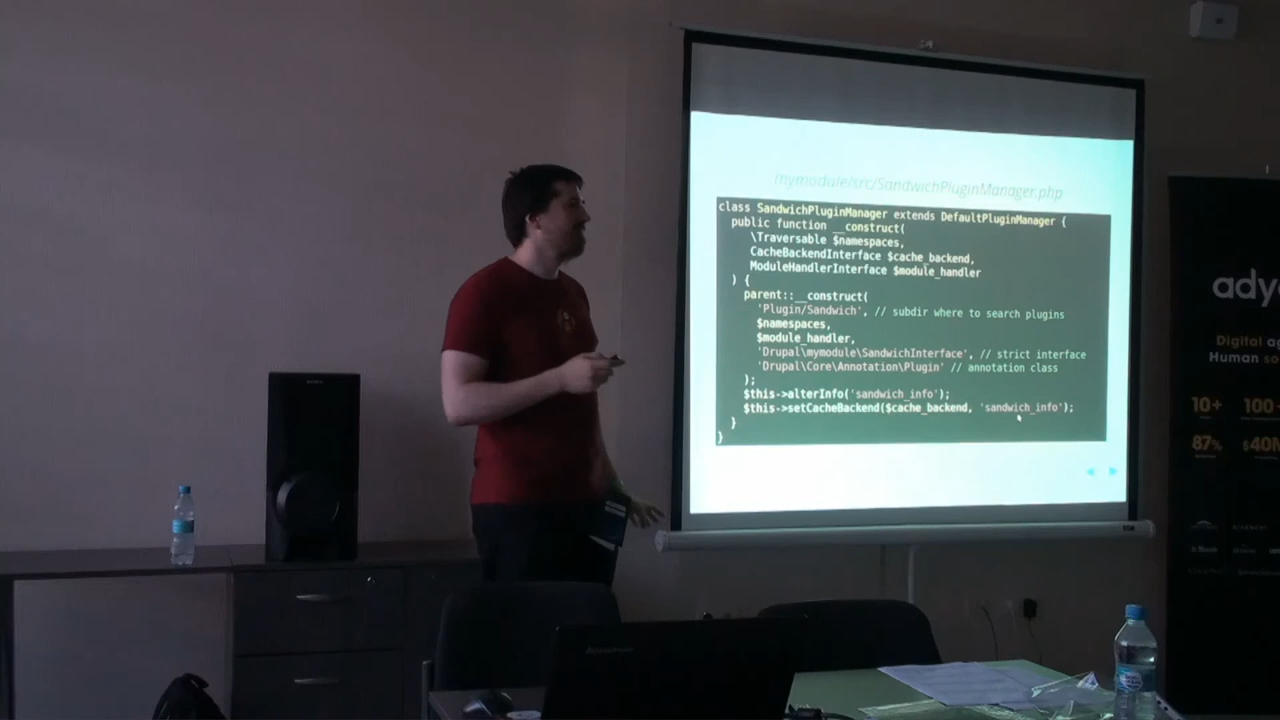 mymodule/src/SandwichPluginManager.php
class SandwichPluginManager extends DefaultPluginManager {
public function __construct(
\Traversable $namespaces,
CacheBackendInterface $cache_backend,
ModuleHandlerInterface $module_handler
) {
parent::__construct(
'Plugin/Sandwich', // subdir where to search plugins
$namespaces,
$module_handler,
'Drupal\mymodule\SandwichInterface', // strict interface
'Drupal\Core\Annotation\Plugin' // annotation class
);
$this->alterInfo('sandwich_info');
$this->setCacheBackend($cache_backend, 'sandwich_info');
}
}
SONY
ady
Digital
Human
10+ 100
87% $40M